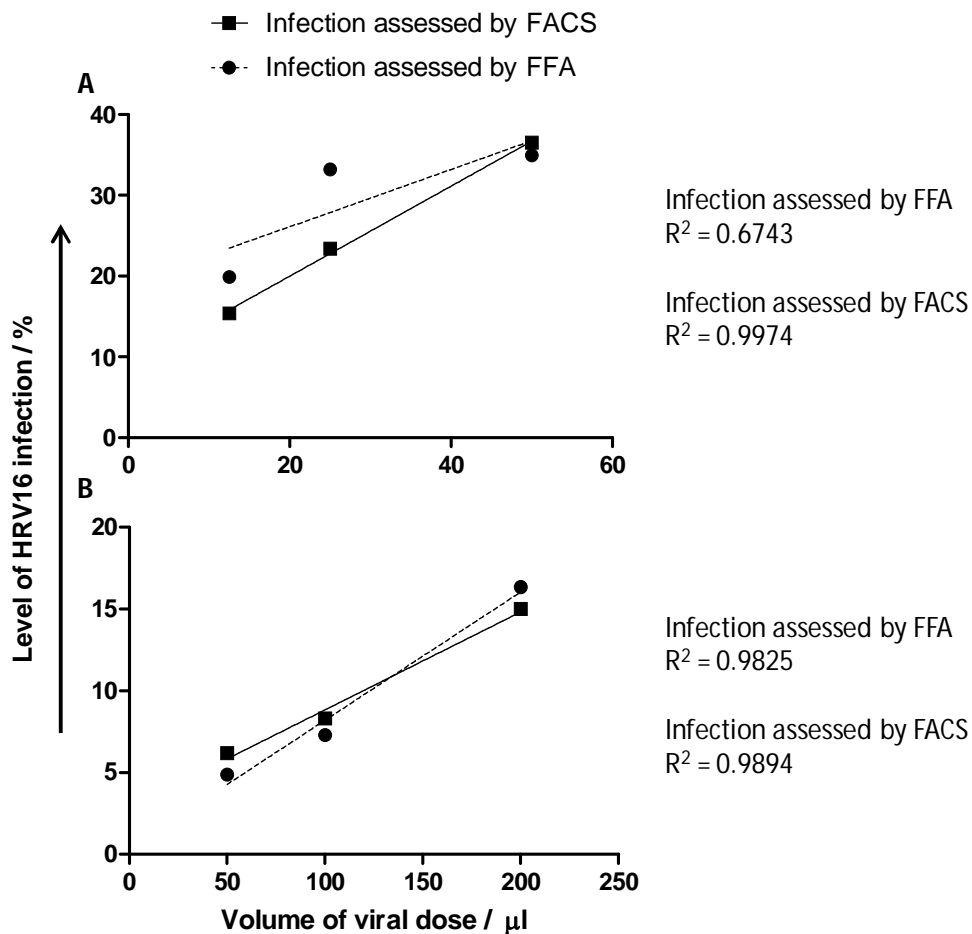 Infection assessed by FACS
Infection assessed by FFA
A
40
30
20
10
0
0 20 40 60
Infection assessed by FFA
R² = 0.6743
Infection assessed by FACS
R² = 0.9974
Level of HRV16 infection / %
B
20
15
10
5
0
0 50 100 150 200 250
Infection assessed by FFA
R² = 0.9825
Infection assessed by FACS
R² = 0.9894
Volume of viral dose / µl